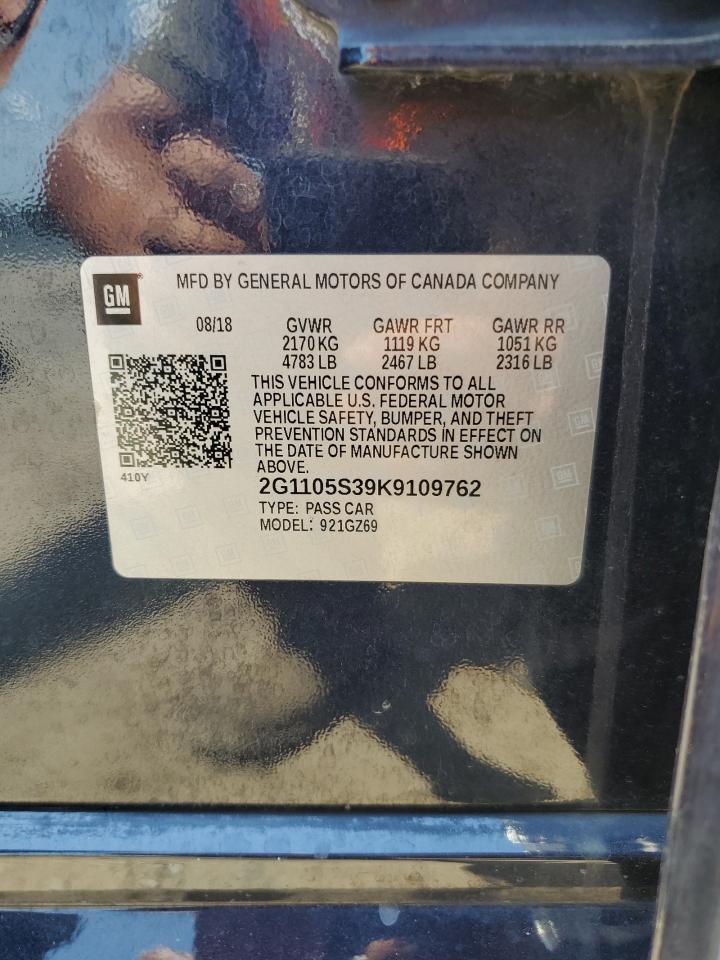 GM
MFD BY GENERAL MOTORS OF CANADA COMPANY
08/18 GVWR GAWR FRT GAWR RR
2170 KG 1119 KG 1051 KG
4783 LB 2467 LB 2316 LB
THIS VEHICLE CONFORMS TO ALL
APPLICABLE U.S. FEDERAL MOTOR
VEHICLE SAFETY, BUMPER, AND THEFT
PREVENTION STANDARDS IN EFFECT ON
THE DATE OF MANUFACTURE SHOWN
ABOVE.
410Y
2G1105S39K9109762
TYPE: PASS CAR
MODEL: 921GZ69